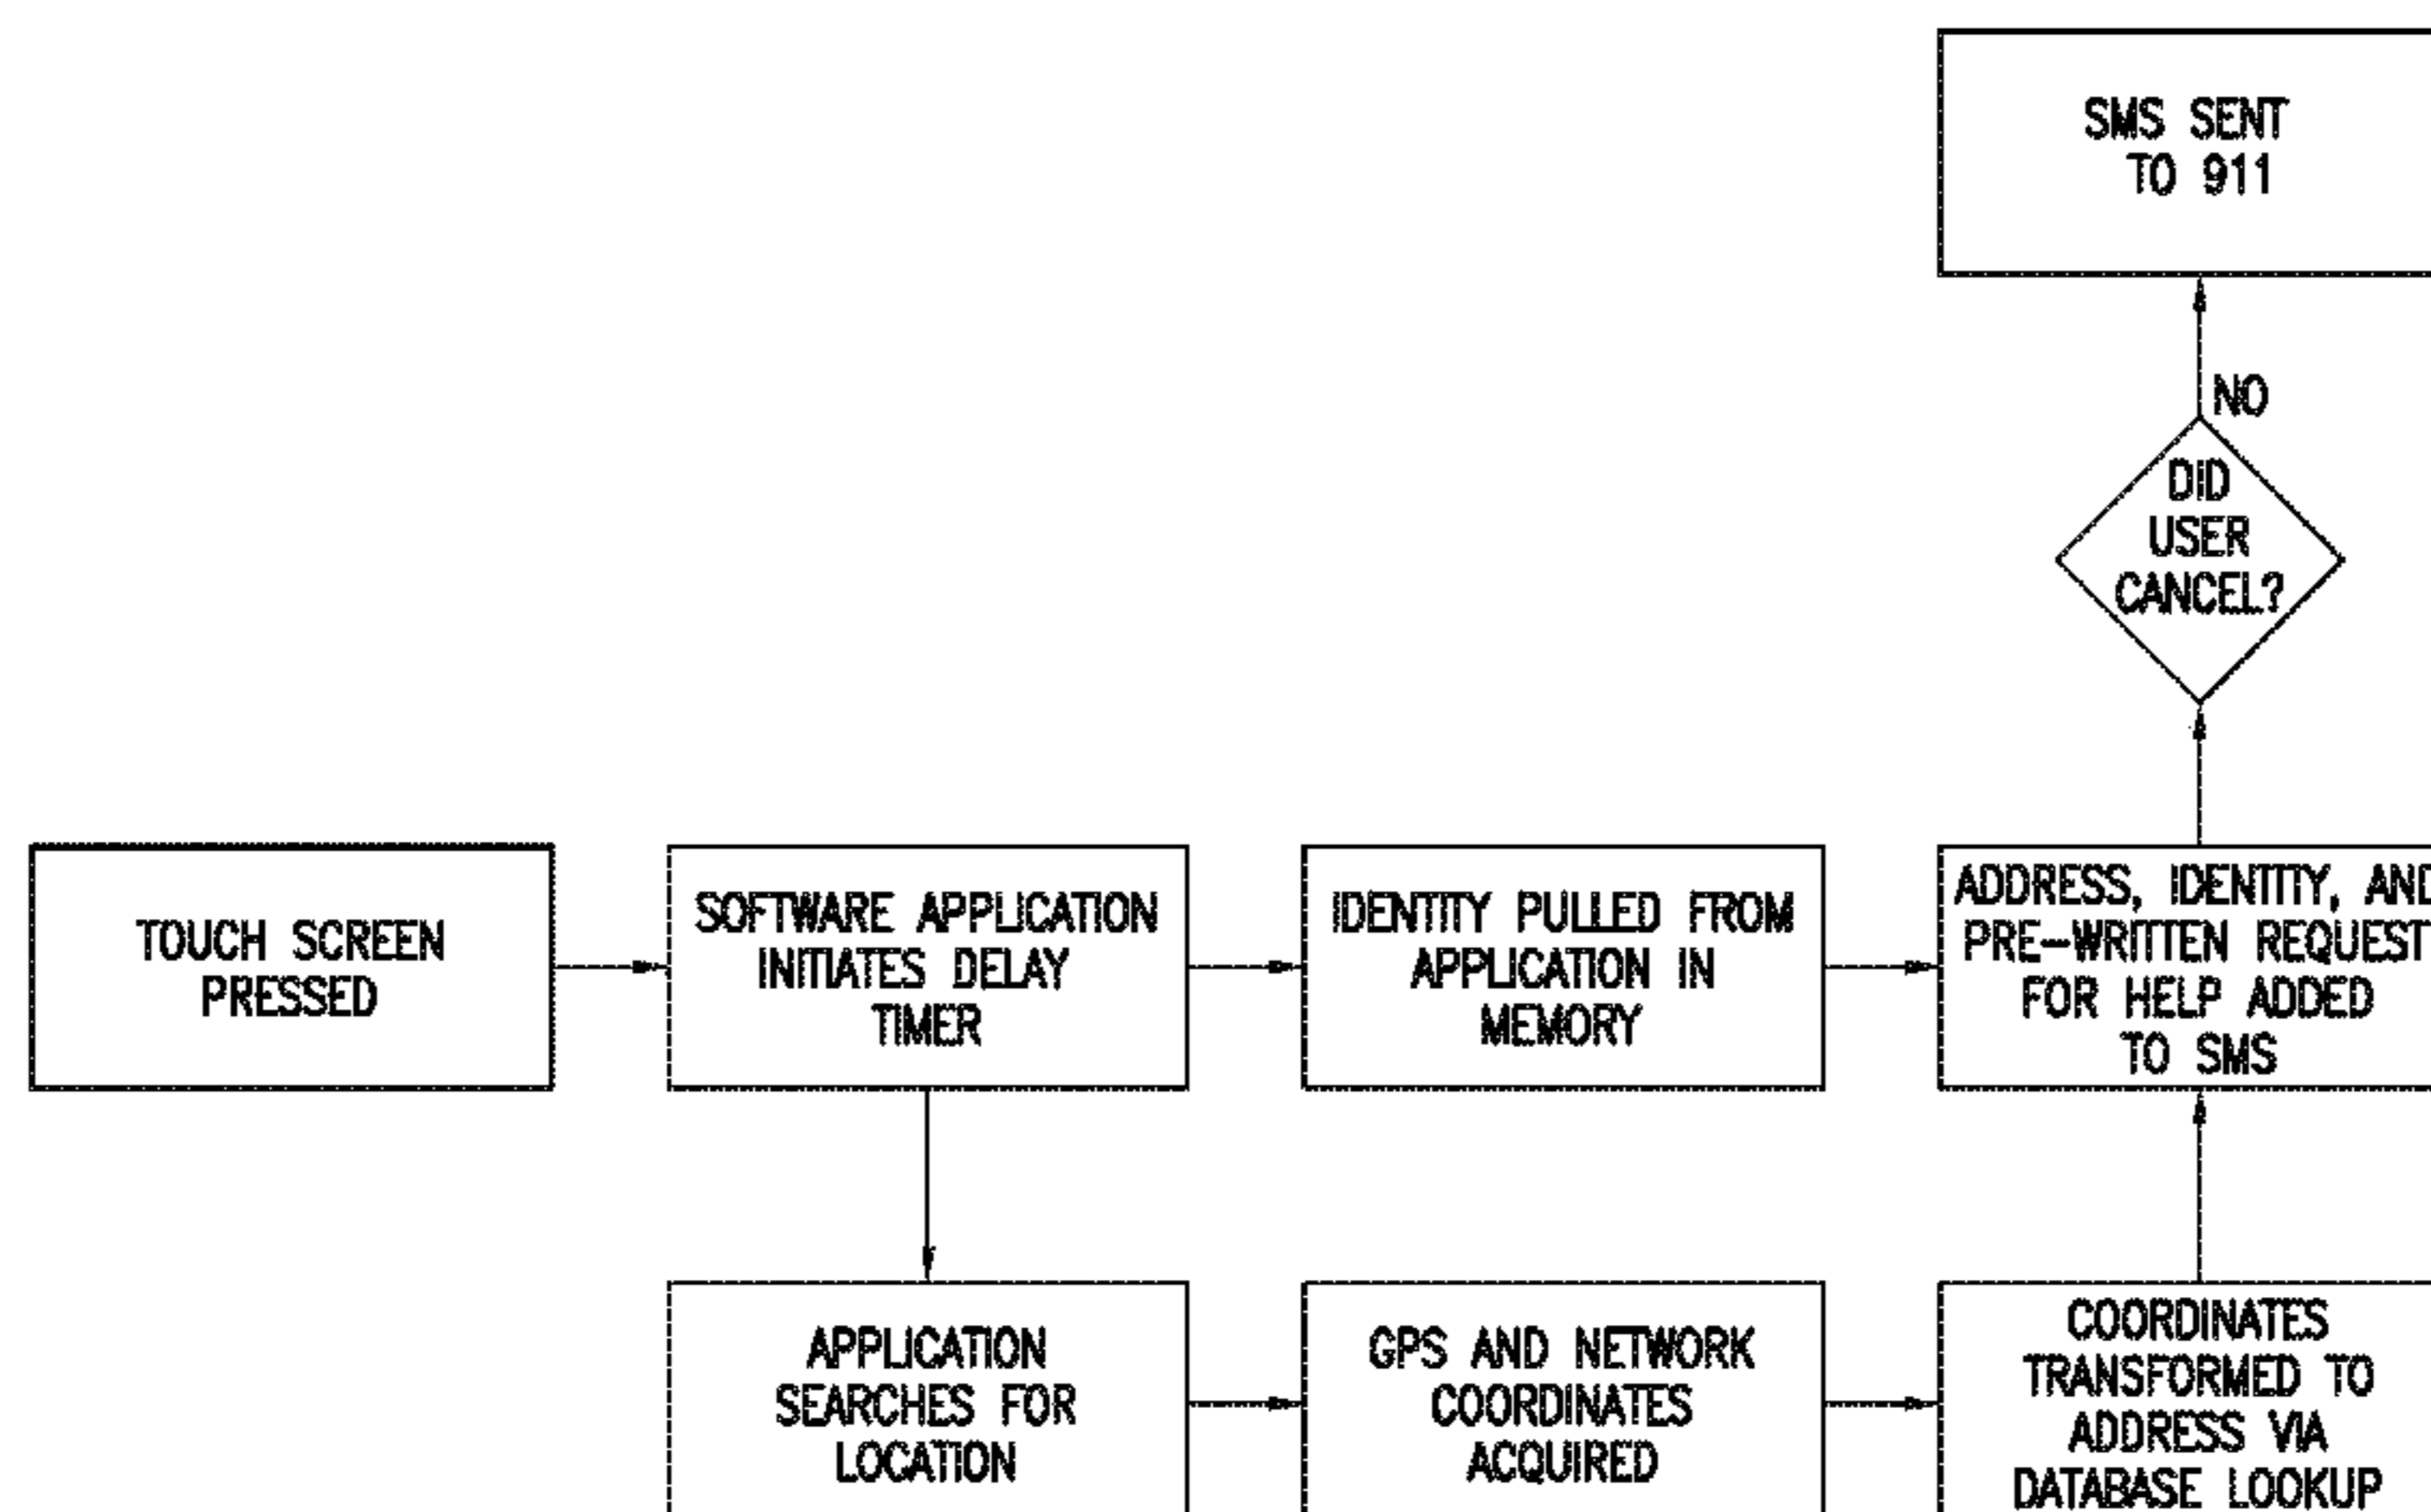 SMS SENT
TO 911
NO
DID
USER
CANCEL?
TOUCH SCREEN
PRESSED
SOFTWARE APPLICATION
INITIATES DELAY
TIMER
IDENTITY PULLED FROM
APPLICATION IN
MEMORY
ADDRESS, IDENTITY, AND
PRE-WRITTEN REQUEST
FOR HELP ADDED
TO SMS
APPLICATION
SEARCHES FOR
LOCATION
GPS AND NETWORK
COORDINATES
ACQUIRED
COORDINATES
TRANSFORMED TO
ADDRESS VIA
DATABASE LOOKUP